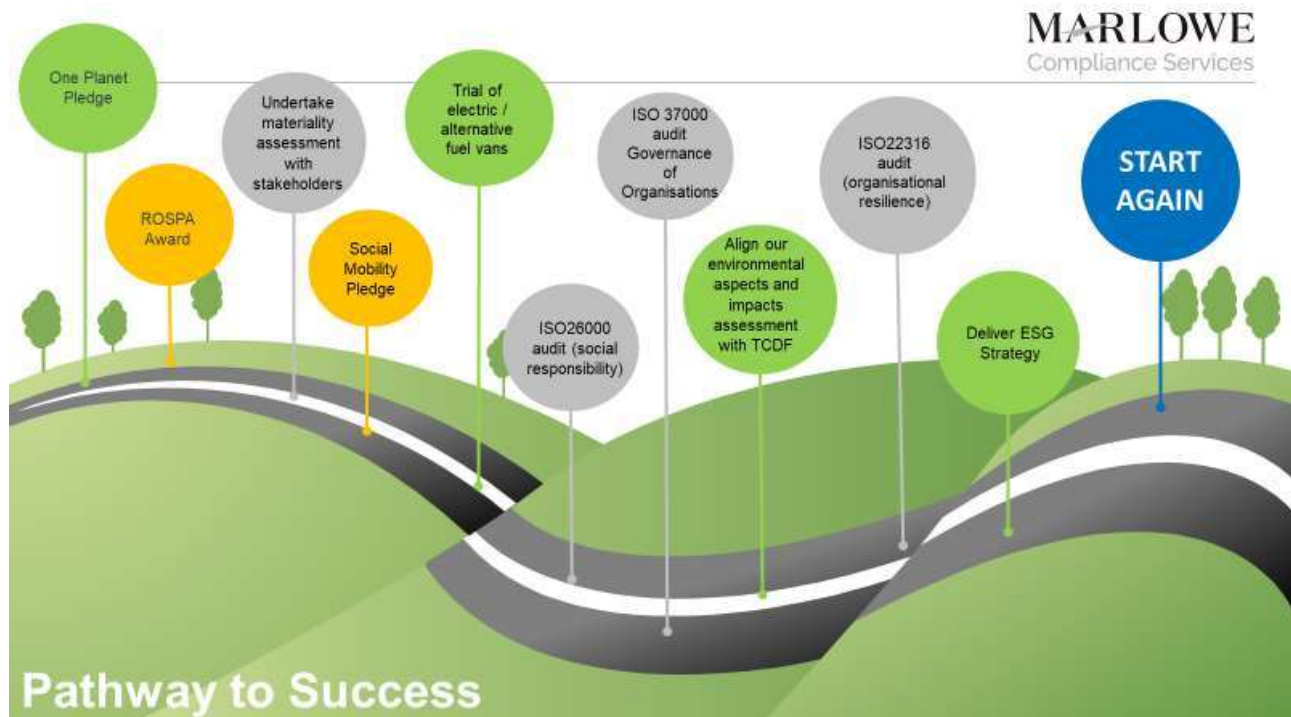 MARLOWE
Compliance Services
One Planet
Pledge
ROSPA
Award
Undertake
materiality
assessment
with
stakeholders
Social
Mobility
Pledge
Trial of
electric /
alternative
fuel vans
ISO26000
audit (social
responsibility)
ISO 37000
audit
Governance
of
Organisations
Align our
environmental
aspects and
impacts
assessment
with TCDF
ISO22316
audit
(organisational
resilience)
Deliver ESG
Strategy
START
AGAIN
Pathway to Success